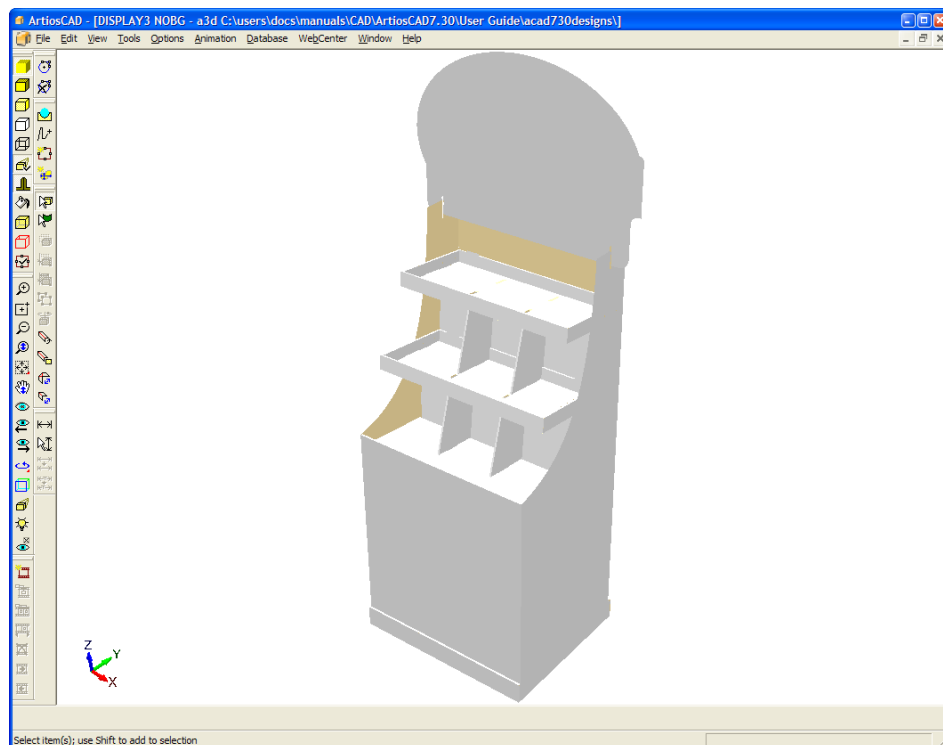 ArtiosCAD - [DISPLAY3 NOBG - a3d C:\users\docs\manuals\CAD\ArtiosCAD7.30\User Guide\acad730designs\]
File Edit View Tools Options Animation Database WebCenter Window Help
Z
Y
X
Select item(s); use Shift to add to selection